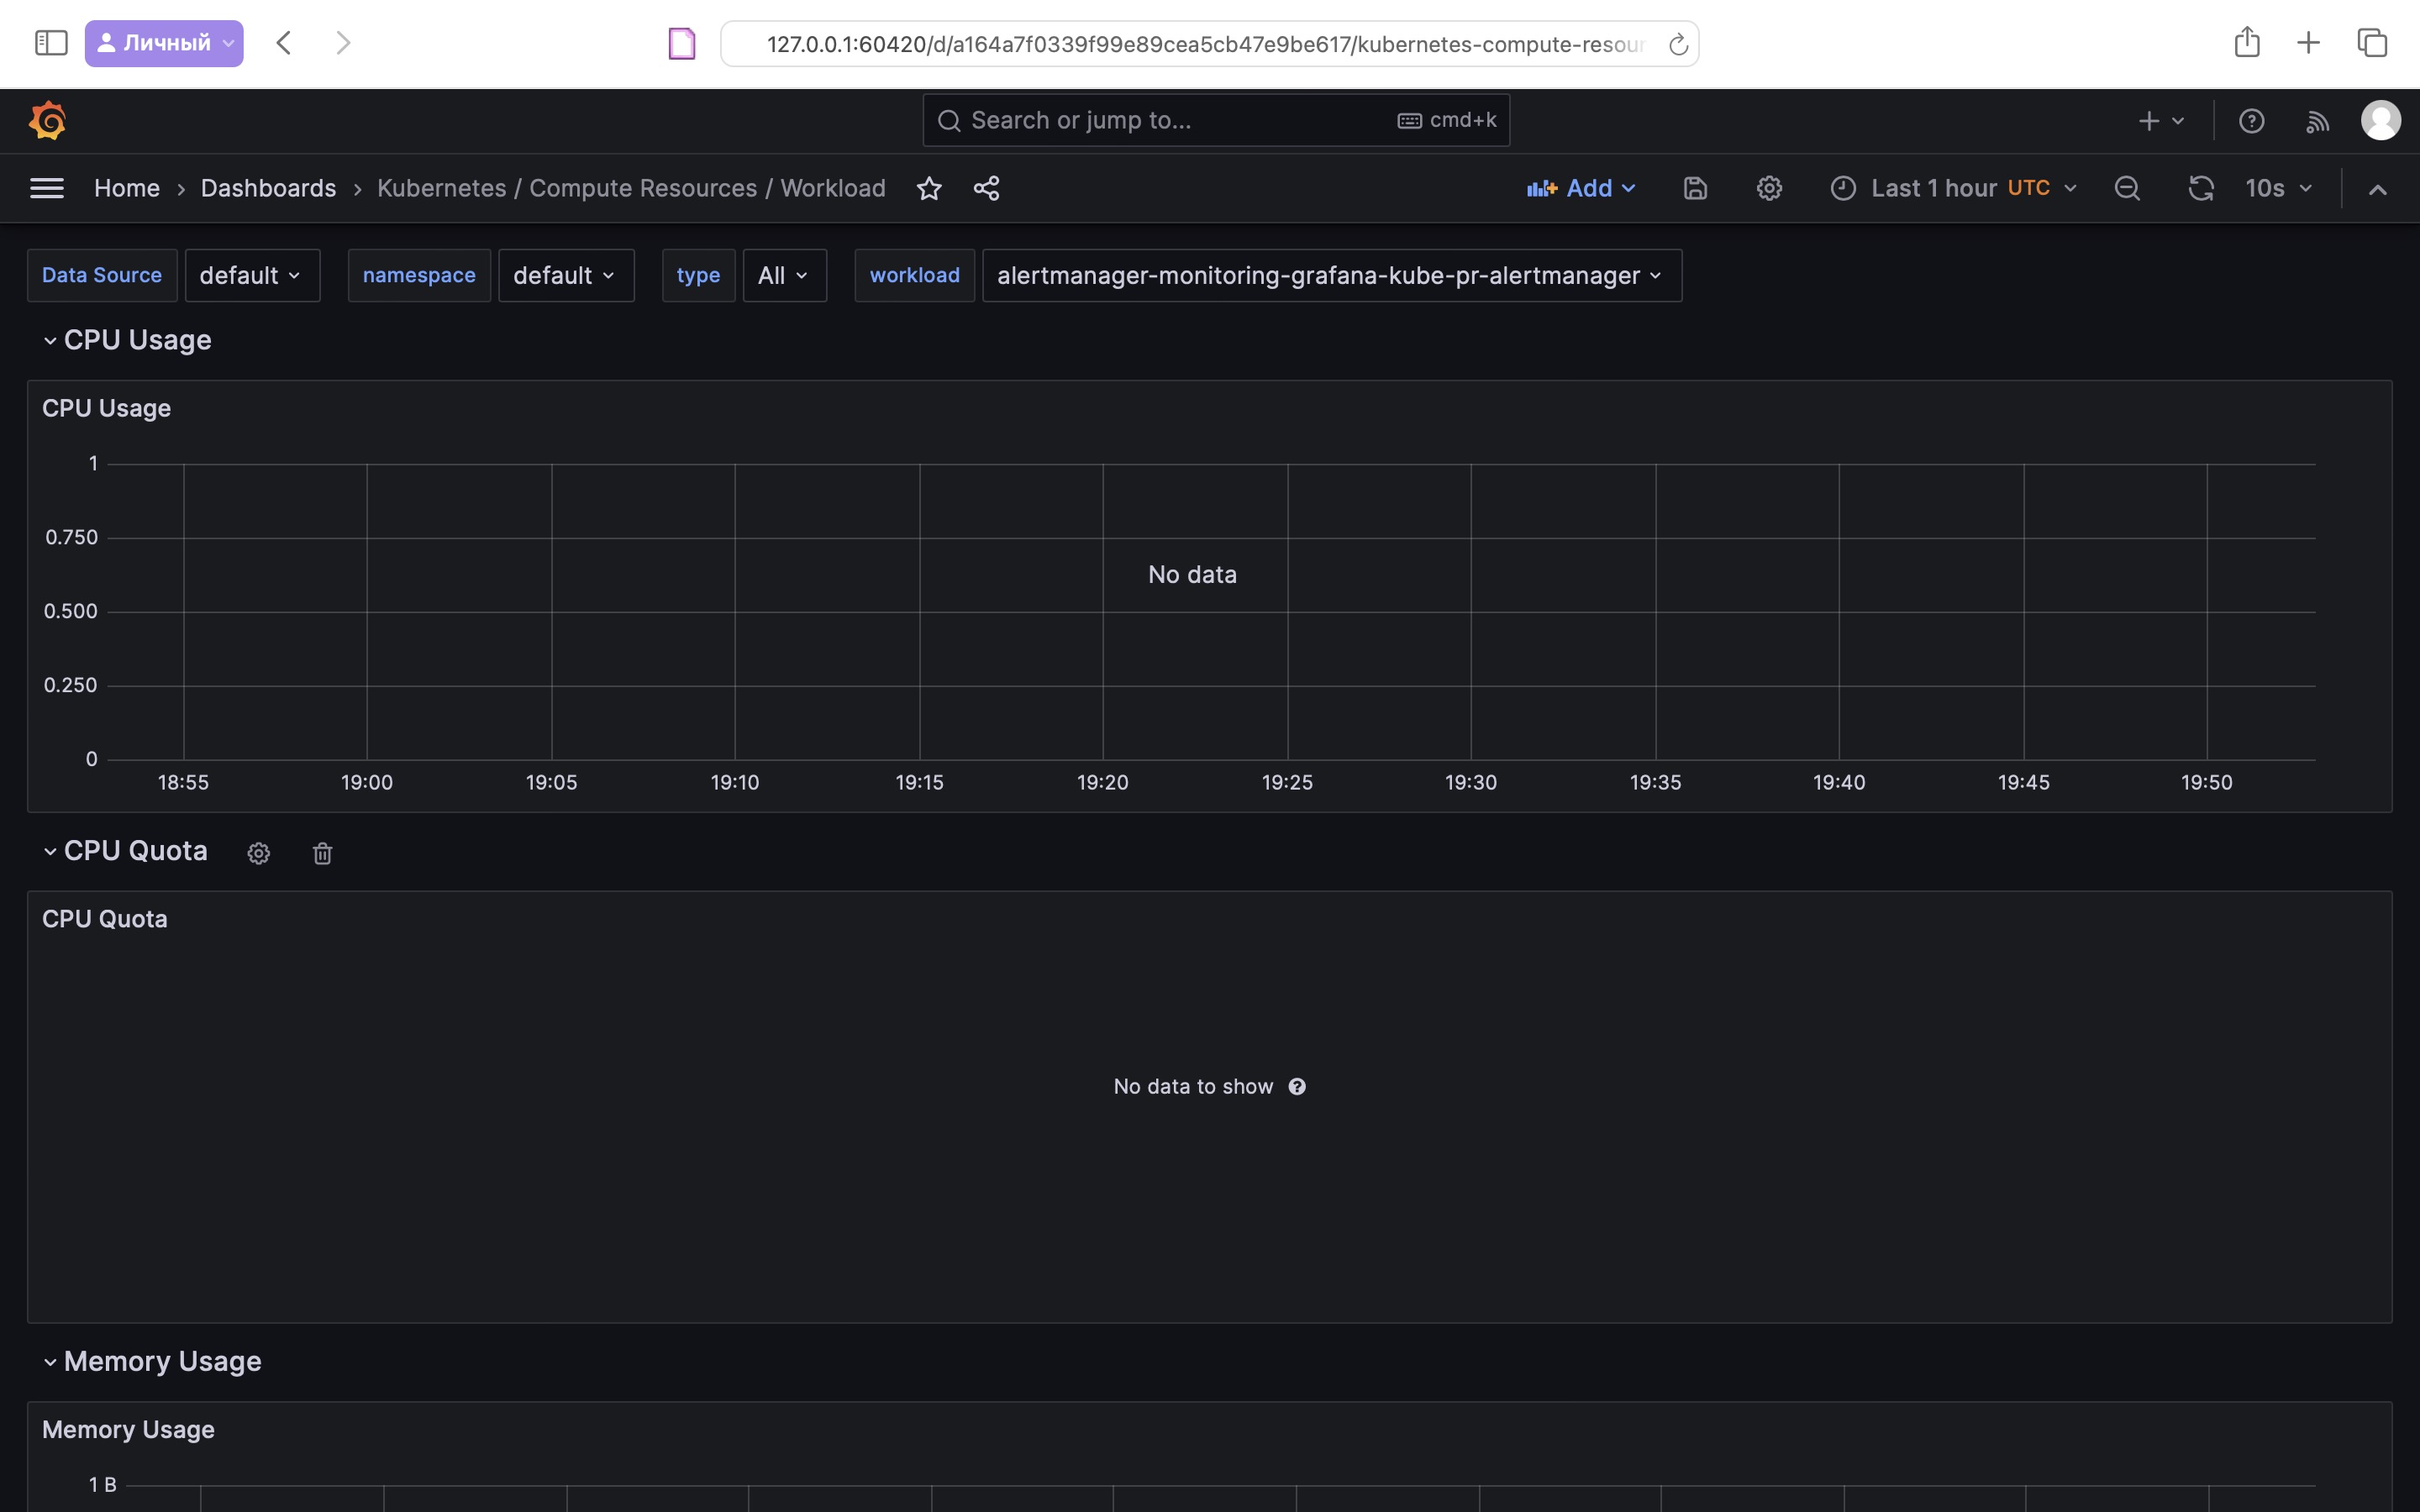 Личный
127.0.0.1:60420/d/a164a7f0339f99e89cea5cb47e9be617/kubernetes-compute-resour
Search or jump to...
cmd+k
Home › Dashboards › Kubernetes / Compute Resources / Workload
Add
Last 1 hour UTC
10s
Data Source default
namespace default
type All
workload alertmanager-monitoring-grafana-kube-pr-alertmanager
CPU Usage
CPU Usage
1
0.750
No data
0.500
0.250
0
18:55 19:00 19:05 19:10 19:15 19:20 19:25 19:30 19:35 19:40 19:45 19:50
CPU Quota
CPU Quota
No data to show
Memory Usage
Memory Usage
1 B